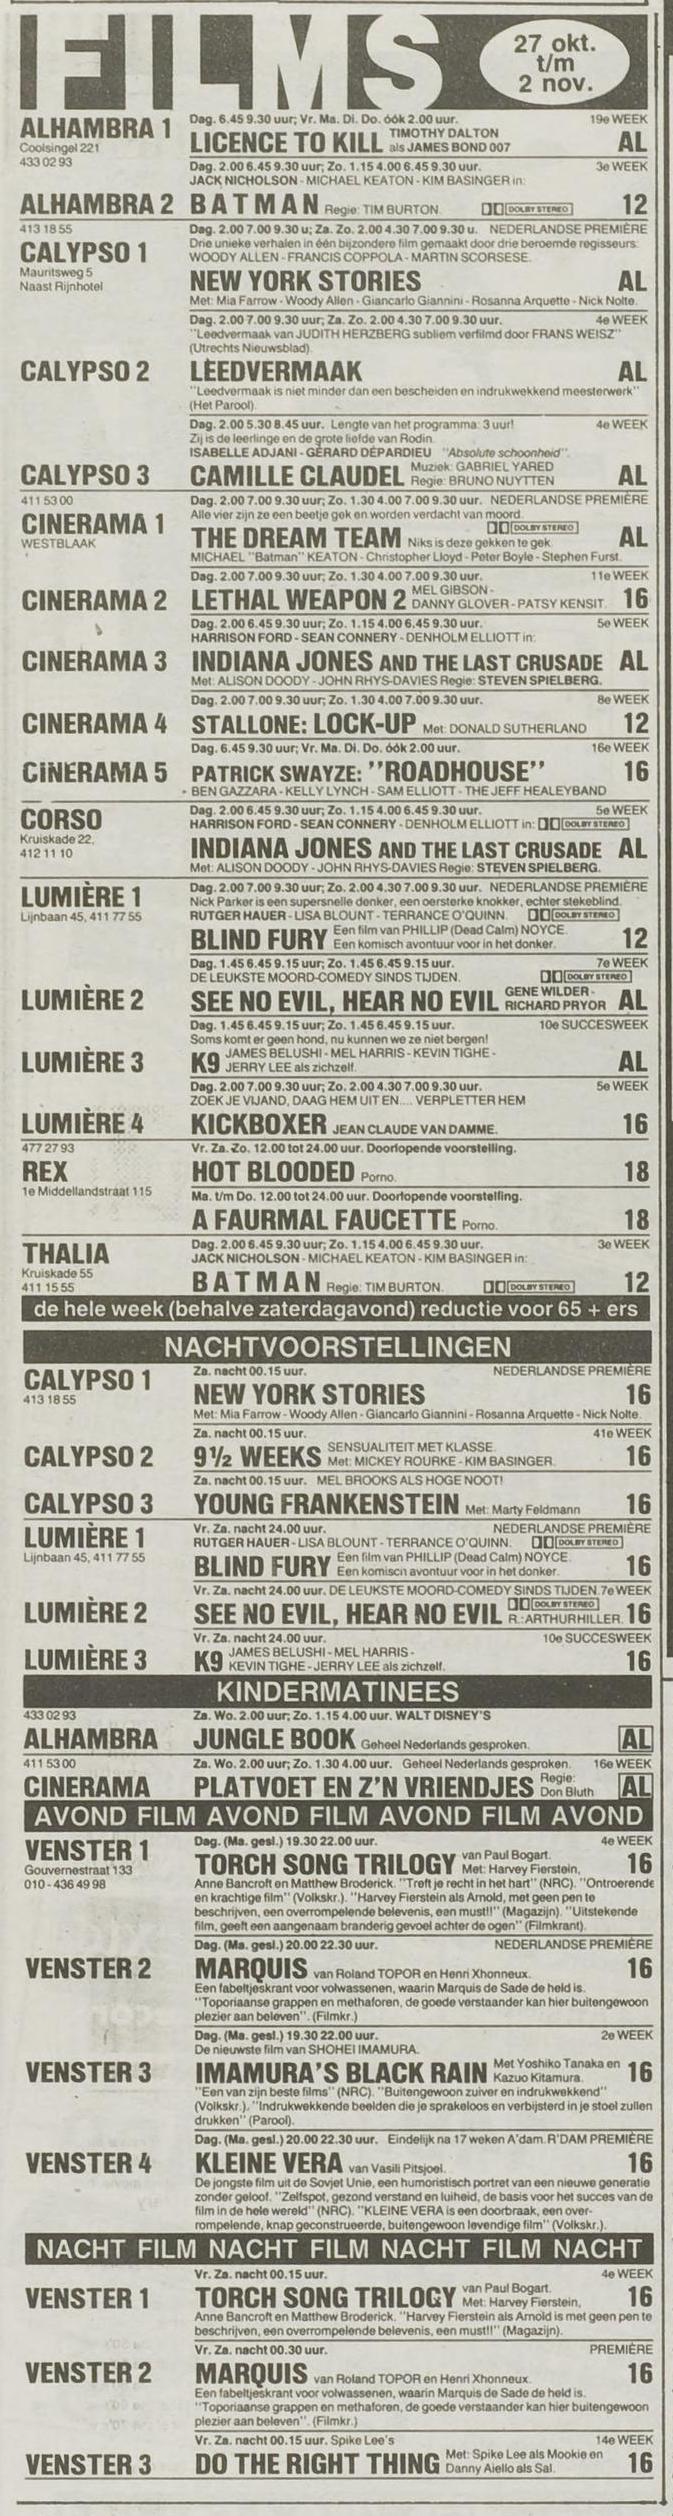 FILMS
27 okt.
t/m
2 nov.
ALHAMBRA 1
Coolsingel 221
433 02 93
Dag. 6.45 9.30 uur; Vr. Ma. Di. Do. óók 2.00 uur. 19e WEEK
LICENCE TO KILL TIMOTHY DALTON als JAMES BOND 007 AL
Dag. 2.00 6.45 9.30 uur; Zo. 1.15 4.00 6.45 9.30 uur. 3e WEEK
JACK NICHOLSON - MICHAEL KEATON - KIM BASINGER in:
ALHAMBRA 2 BATMAN Regie: TIM BURTON. DOLBY STEREO 12
413 18 55
CALYPSO 1
Mauritsweg 5
Naast Rijnhotel
Dag. 2.00 7.00 9.30 u; Za. Zo. 2.00 4.30 7.00 9.30 u. NEDERLANDSE PREMIÈRE
Drie unieke verhalen in één bijzondere film gemaakt door drie beroemde regisseurs:
WOODY ALLEN - FRANCIS COPPOLA - MARTIN SCORSESE.
NEW YORK STORIES AL
Met: Mia Farrow - Woody Allen - Giancarlo Giannini - Rosanna Arquette - Nick Nolte.
Dag. 2.00 7.00 9.30 uur; Za. Zo. 2.00 4.30 7.00 9.30 uur. 4e WEEK
"Leedvermaak van JUDITH HERZBERG subliem verfilmd door FRANS WEISZ"
(Utrechts Nieuwsblad).
CALYPSO 2 LEEDVERMAAK AL
"Leedvermaak is niet minder dan een bescheiden en indrukwekkend meesterwerk"
(Het Parool).
Dag. 2.00 5.30 8.45 uur. Lengte van het programma: 3 uur! 4e WEEK
Zij is de leerlinge en de grote liefde van Rodin.
ISABELLE ADJANI - GÉRARD DÉPARDIEU "Absolute schoonheid".
CALYPSO 3 CAMILLE CLAUDEL Muziek: GABRIEL YARED Regie: BRUNO NUYTTEN AL
411 53 00
CINERAMA 1
WESTBLAAK
Dag. 2.00 7.00 9.30 uur; Zo. 1.30 4.00 7.00 9.30 uur. NEDERLANDSE PREMIÈRE
Alle vier zijn ze een beetje gek en worden verdacht van moord.
DOLBY STEREO
THE DREAM TEAM Niks is deze gekken te gek. AL
MICHAEL "Batman" KEATON - Christopher Lloyd - Peter Boyle - Stephen Furst.
Dag. 2.00 7.00 9.30 uur; Zo. 1.30 4.00 7.00 9.30 uur. 11e WEEK
CINERAMA 2 LETHAL WEAPON 2 MEL GIBSON - DANNY GLOVER - PATSY KENSIT. 16
Dag. 2.00 6.45 9.30 uur; Zo. 1.15 4.00 6.45 9.30 uur. 5e WEEK
HARRISON FORD - SEAN CONNERY - DENHOLM ELLIOTT in:
CINERAMA 3 INDIANA JONES AND THE LAST CRUSADE AL
Met: ALISON DOODY - JOHN RHYS-DAVIES Regie: STEVEN SPIELBERG.
Dag. 2.00 7.00 9.30 uur; Zo. 1.30 4.00 7.00 9.30 uur. 8e WEEK
CINERAMA 4 STALLONE: LOCK-UP Met: DONALD SUTHERLAND 12
Dag. 6.45 9.30 uur; Vr. Ma. Di. Do. óók 2.00 uur. 16e WEEK
CINERAMA 5 PATRICK SWAYZE: "ROADHOUSE" 16
BEN GAZZARA - KELLY LYNCH - SAM ELLIOTT - THE JEFF HEALEYBAND
CORSO
Kruiskade 22,
412 11 10
Dag. 2.00 6.45 9.30 uur; Zo. 1.15 4.00 6.45 9.30 uur. 5e WEEK
HARRISON FORD - SEAN CONNERY - DENHOLM ELLIOTT in: DOLBY STEREO
INDIANA JONES AND THE LAST CRUSADE AL
Met: ALISON DOODY - JOHN RHYS-DAVIES Regie: STEVEN SPIELBERG.
LUMIÈRE 1
Lijnbaan 45, 411 77 55
Dag. 2.00 7.00 9.30 uur; Zo. 2.00 4.30 7.00 9.30 uur. NEDERLANDSE PREMIÈRE
Nick Parker is een supersnelle denker, een oersterke knokker, echter stekeblind.
RUTGER HAUER - LISA BLOUNT - TERRANCE O'QUINN. DOLBY STEREO
BLIND FURY Een film van PHILLIP (Dead Calm) NOYCE. Een komisch avontuur voor in het donker. 12
Dag. 1.45 6.45 9.15 uur; Zo. 1.45 6.45 9.15 uur. 7e WEEK
DE LEUKSTE MOORD-COMEDY SINDS TIJDEN. DOLBY STEREO
LUMIÈRE 2 SEE NO EVIL, HEAR NO EVIL GENE WILDER - RICHARD PRYOR AL
Dag. 1.45 6.45 9.15 uur; Zo. 1.45 6.45 9.15 uur. 10e SUCCESWEEK
Soms komt er geen hond, nu kunnen we ze niet bergen!
LUMIÈRE 3 K9 JAMES BELUSHI - MEL HARRIS - KEVIN TIGHE - JERRY LEE als zichzelf. AL
Dag. 2.00 7.00 9.30 uur; Zo. 2.00 4.30 7.00 9.30 uur. 5e WEEK
ZOEK JE VIJAND, DAAG HEM UIT EN.... VERPLETTER HEM
LUMIÈRE 4 KICKBOXER JEAN CLAUDE VAN DAMME. 16
477 27 93
REX
1e Middellandstraat 115
Vr. Za. Zo. 12.00 tot 24.00 uur. Doorlopende voorstelling.
HOT BLOODED Porno. 18
Ma. t/m Do. 12.00 tot 24.00 uur. Doorlopende voorstelling.
A FAURMAL FAUCETTE Porno. 18
THALIA
Kruiskade 55
411 15 55
Dag. 2.00 6.45 9.30 uur; Zo. 1.15 4.00 6.45 9.30 uur. 3e WEEK
JACK NICHOLSON - MICHAEL KEATON - KIM BASINGER in:
BATMAN Regie: TIM BURTON. DOLBY STEREO 12
de hele week (behalve zaterdagavond) reductie voor 65 + ers
NACHTVOORSTELLINGEN
CALYPSO 1
413 18 55
Za. nacht 00.15 uur. NEDERLANDSE PREMIÈRE
NEW YORK STORIES 16
Met: Mia Farrow - Woody Allen - Giancarlo Giannini - Rosanna Arquette - Nick Nolte.
Za. nacht 00.15 uur. 41e WEEK
CALYPSO 2 9½ WEEKS SENSUALITEIT MET KLASSE. Met: MICKEY ROURKE - KIM BASINGER. 16
Za. nacht 00.15 uur. MEL BROOKS ALS HOGE NOOT!
CALYPSO 3 YOUNG FRANKENSTEIN Met: Marty Feldmann 16
LUMIÈRE 1
Lijnbaan 45, 411 77 55
Vr. Za. nacht 24.00 uur. NEDERLANDSE PREMIÈRE
RUTGER HAUER - LISA BLOUNT - TERRANCE O'QUINN. DOLBY STEREO
BLIND FURY Een film van PHILLIP (Dead Calm) NOYCE. Een komisch avontuur voor in het donker. 16
Vr. Za. nacht 24.00 uur. DE LEUKSTE MOORD-COMEDY SINDS TIJDEN. 7e WEEK
DOLBY STEREO
LUMIÈRE 2 SEE NO EVIL, HEAR NO EVIL R.: ARTHUR HILLER. 16
Vr. Za. nacht 24.00 uur. 10e SUCCESWEEK
LUMIÈRE 3 K9 JAMES BELUSHI - MEL HARRIS - KEVIN TIGHE - JERRY LEE als zichzelf. 16
KINDERMATINEES
433 02 93
Za. Wo. 2.00 uur; Zo. 1.15 4.00 uur. WALT DISNEY'S
ALHAMBRA JUNGLE BOOK Geheel Nederlands gesproken. AL
411 53 00
Za. Wo. 2.00 uur; Zo. 1.30 4.00 uur. Geheel Nederlands gesproken. 16e WEEK
CINERAMA PLATVOET EN Z'N VRIENDJES Regie: Don Bluth AL
AVOND FILM AVOND FILM AVOND FILM AVOND
VENSTER 1
Gouvernestraat 133
010 - 436 49 98
Dag. (Ma. gesl.) 19.30 22.00 uur. 4e WEEK
TORCH SONG TRILOGY van Paul Bogart. Met: Harvey Fierstein, 16
Anne Bancroft en Matthew Broderick. "Treft je recht in het hart" (NRC). "Ontroerende
en krachtige film" (Volkskr.). "Harvey Fierstein als Arnold, met geen pen te
beschrijven, een overrompelende belevenis, een must!!" (Magazijn). "Uitstekende
film, geeft een aangenaam branderig gevoel achter de ogen" (Filmkrant).
Dag. (Ma. gesl.) 20.00 22.30 uur. NEDERLANDSE PREMIÈRE
VENSTER 2 MARQUIS van Roland TOPOR en Henri Xhonneux. 16
Een fabeltjeskrant voor volwassenen, waarin Marquis de Sade de held is.
"Toporiaanse grappen en methaforen, de goede verstaander kan hier buitengewoon
plezier aan beleven". (Filmkr.)
Dag. (Ma. gesl.) 19.30 22.00 uur. 2e WEEK
De nieuwste film van SHOHEI IMAMURA.
VENSTER 3 IMAMURA'S BLACK RAIN Met Yoshiko Tanaka en Kazuo Kitamura. 16
"Een van zijn beste films" (NRC). "Buitengewoon zuiver en indrukwekkend"
(Volkskr.). "Indrukwekkende beelden die je sprakeloos en verbijsterd in je stoel zullen
drukken" (Parool).
Dag. (Ma. gesl.) 20.00 22.30 uur. Eindelijk na 17 weken A'dam. R'DAM PREMIÈRE
VENSTER 4 KLEINE VERA van Vasili Pitsjoel. 16
De jongste film uit de Sovjet Unie, een humoristisch portret van een nieuwe generatie
zonder geloof. "Zelfspot, gezond verstand en luiheid, de basis voor het succes van de
film in de hele wereld" (NRC). "KLEINE VERA is een doorbraak, een over-
rompelende, knap geconstrueerde, buitengewoon levendige film" (Volkskr.).
NACHT FILM NACHT FILM NACHT FILM NACHT
Vr. Za. nacht 00.15 uur. 4e WEEK
VENSTER 1 TORCH SONG TRILOGY van Paul Bogart. Met: Harvey Fierstein, 16
Anne Bancroft en Matthew Broderick. "Harvey Fierstein als Arnold is met geen pen te
beschrijven, een overrompelende belevenis, een must!!" (Magazijn).
Vr. Za. nacht 00.30 uur. PREMIÈRE
VENSTER 2 MARQUIS van Roland TOPOR en Henri Xhonneux. 16
Een fabeltjeskrant voor volwassenen, waarin Marquis de Sade de held is.
"Toporiaanse grappen en methaforen, de goede verstaander kan hier buitengewoon
plezier aan beleven". (Filmkr.)
Vr. Za. nacht 00.15 uur. Spike Lee's 14e WEEK
VENSTER 3 DO THE RIGHT THING Met: Spike Lee als Mookie en Danny Aiello als Sal. 16